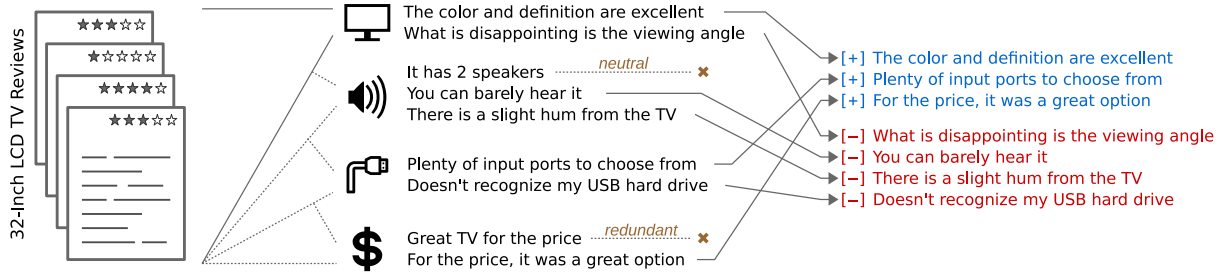 32-Inch LCD TV Reviews
The color and definition are excellent
What is disappointing is the viewing angle
It has 2 speakers
neutral
You can barely hear it
There is a slight hum from the TV
Plenty of input ports to choose from
Doesn't recognize my USB hard drive
$
Great TV for the price
redundant
For the price, it was a great option
[+] The color and definition are excellent
[+] Plenty of input ports to choose from
[+] For the price, it was a great option
[−] What is disappointing is the viewing angle
[−] You can barely hear it
[−] There is a slight hum from the TV
[−] Doesn't recognize my USB hard drive